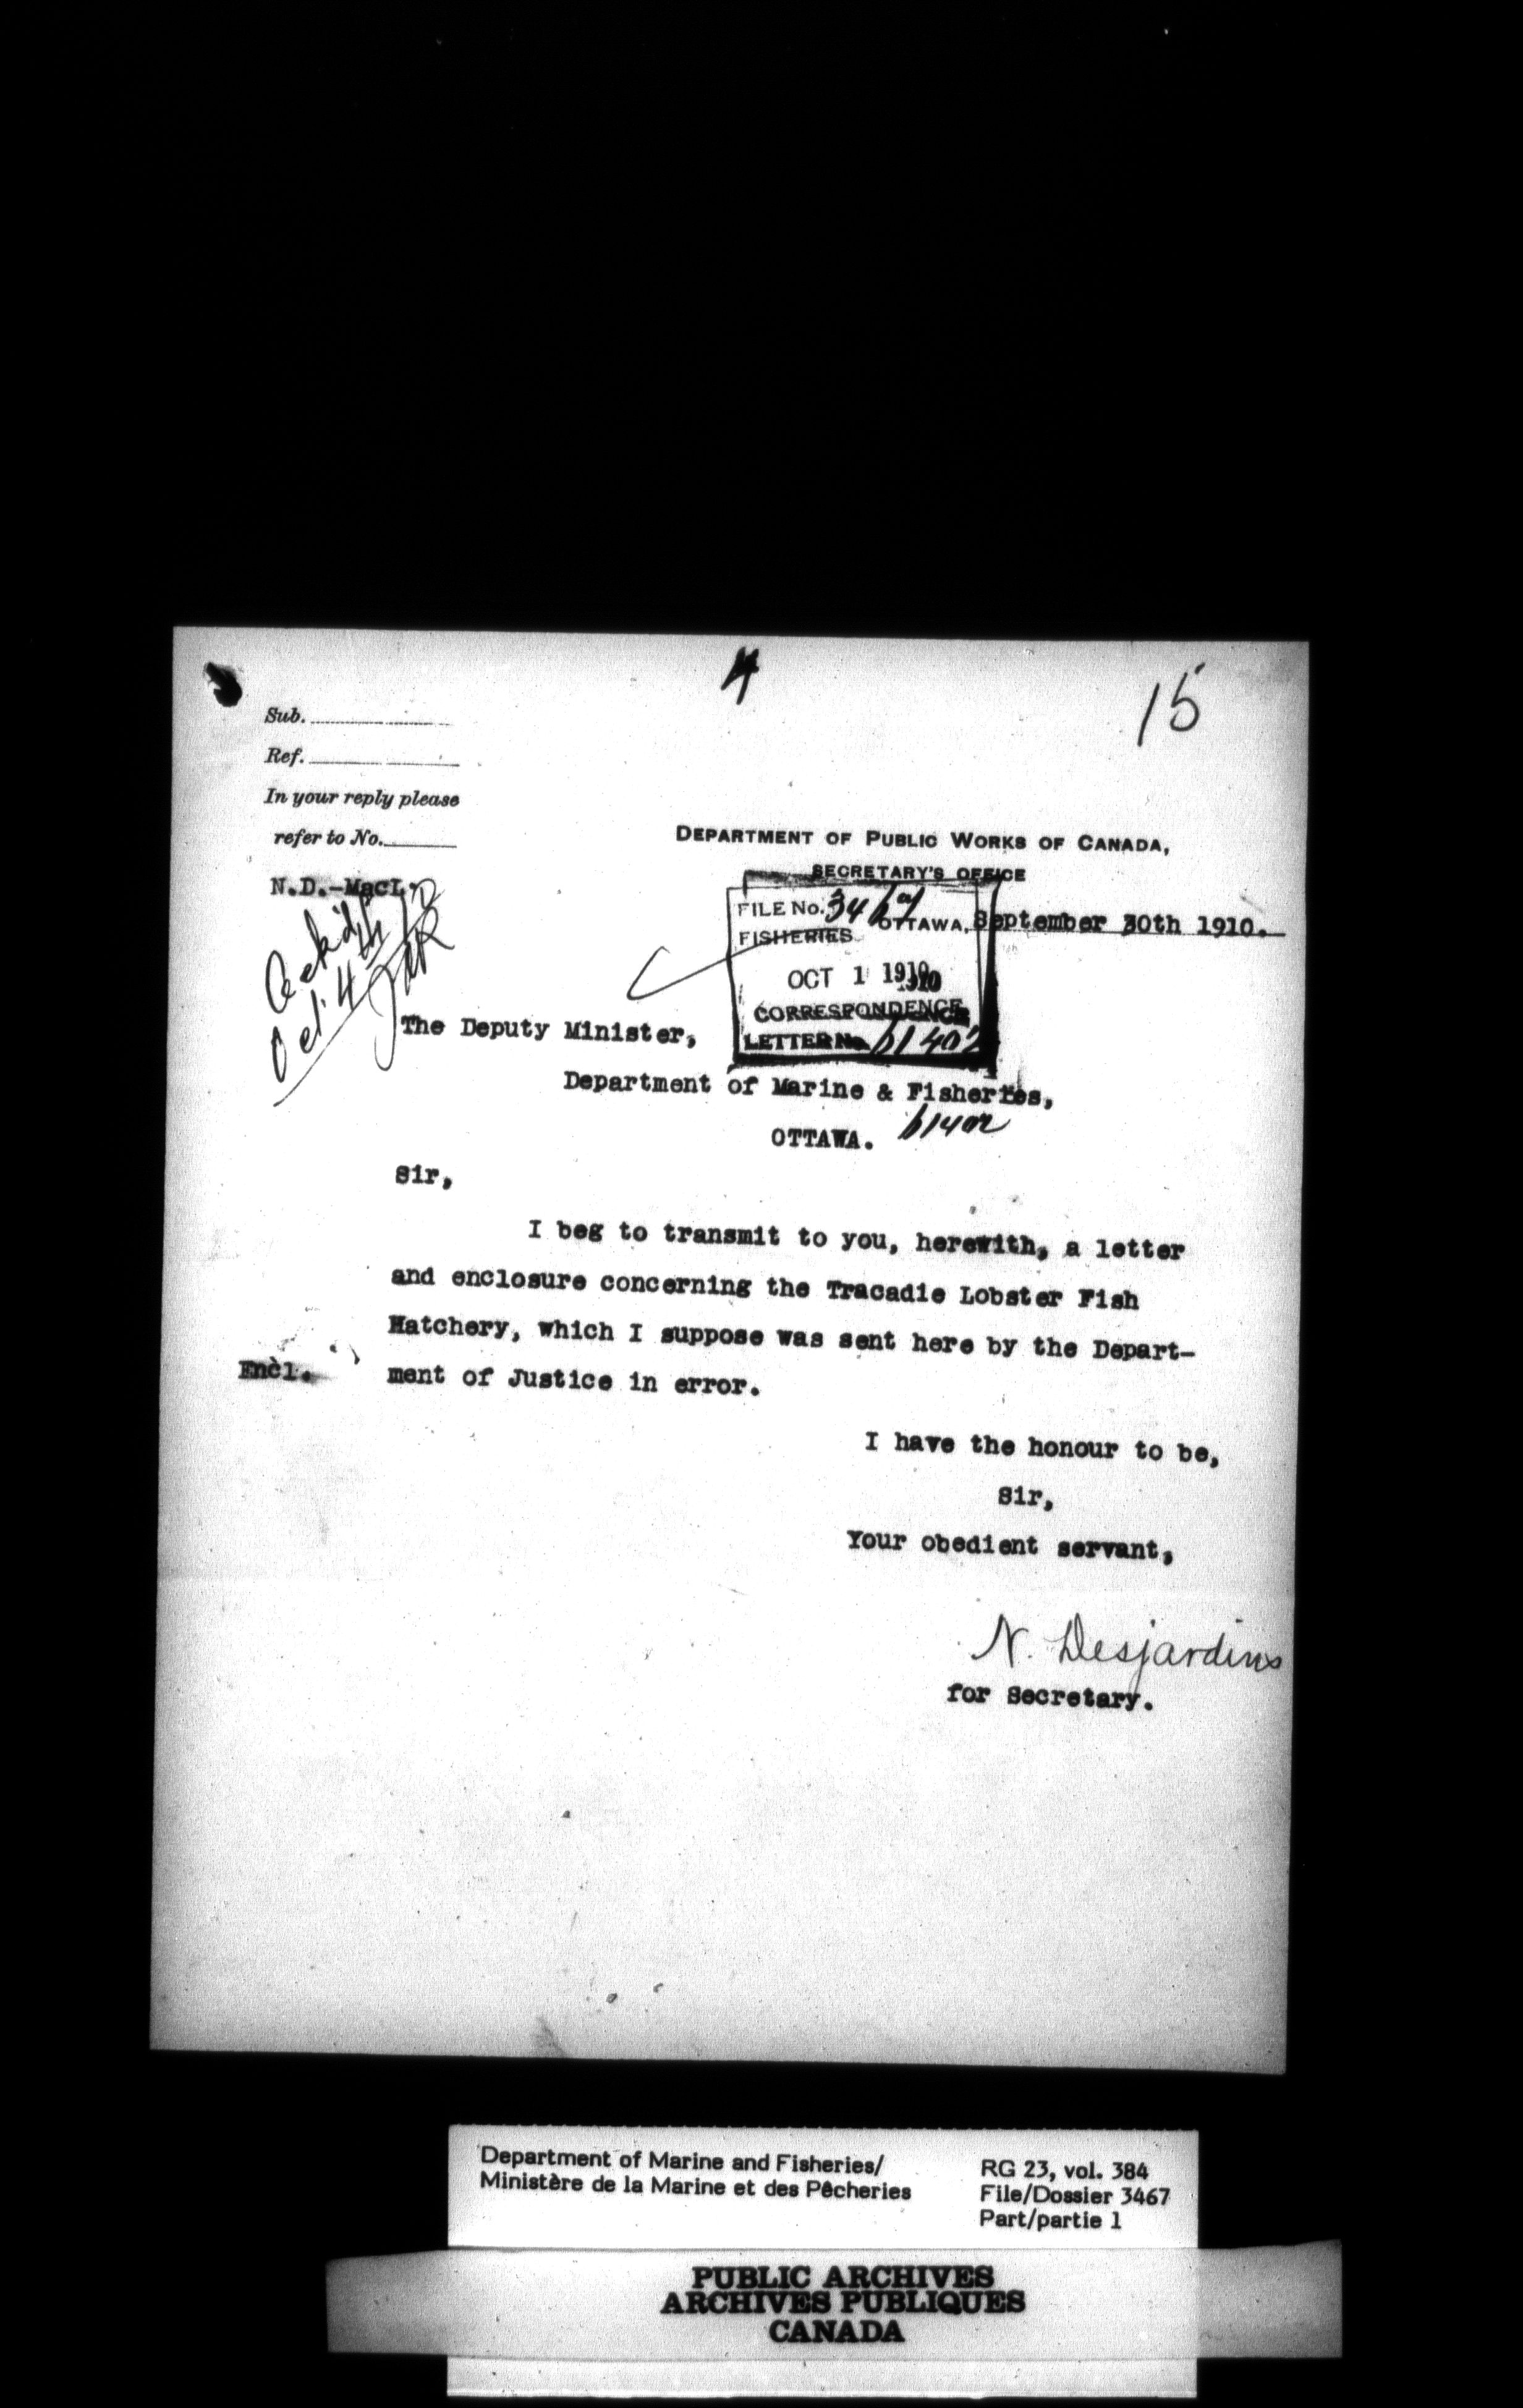 4
15
Sub.
Ref.
In your reply please
refer to No.
N.D.-MacL.
Ackd
Oct 4th
DEPARTMENT OF PUBLIC WORKS OF CANADA,
SECRETARY'S OFFICE
OTTAWA, September 30th 1910.
FILE No. 3467
FISHERIES
OCT 1 1910
CORRESPONDENCE
LETTER No. 61402
The Deputy Minister,
Department of Marine & Fisheries,
OTTAWA.
61402
Sir,
I beg to transmit to you, herewith, a letter
and enclosure concerning the Tracadie Lobster Fish
Hatchery, which I suppose was sent here by the Depart-
Encl. ment of Justice in error.
I have the honour to be,
Sir,
Your obedient servant,
N. Desjardins
for Secretary.
Department of Marine and Fisheries/
Ministère de la Marine et des Pêcheries
RG 23, vol. 384
File/Dossier 3467
Part/partie 1
PUBLIC ARCHIVES
ARCHIVES PUBLIQUES
CANADA